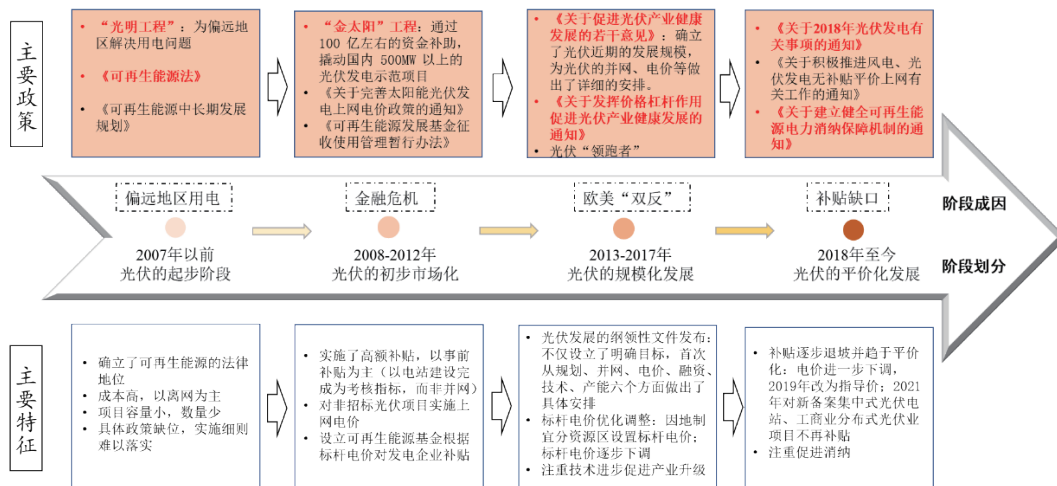 主要政策
• “光明工程”：为偏远地
区解决用电问题
• 《可再生能源法》
• 《可再生能源中长期发展
规划》
• “金太阳”工程：通过
100 亿左右的资金补助，
撬动国内 500MW 以上的
光伏发电示范项目
• 《关于完善太阳能光伏发
电上网电价政策的通知》
• 《可再生能源发展基金征
收使用管理暂行办法》
• 《关于促进光伏产业健康
发展的若干意见》：确立
了光伏近期的发展规模，
为光伏的并网、电价等做
出了详细的安排。
• 《关于发挥价格杠杆作用
促进光伏产业健康发展的
通知》
• 光伏“领跑者”
• 《关于2018年光伏发电有
关事项的通知》
• 《关于积极推进风电、光
伏发电无补贴平价上网有
关工作的通知》
• 《关于建立健全可再生能
源电力消纳保障机制的通
知》
偏远地区用电
金融危机
欧美“双反”
补贴缺口
阶段成因
2007年以前
光伏的起步阶段
2008-2012年
光伏的初步市场化
2013-2017年
光伏的规模化发展
2018年至今
光伏的平价化发展
阶段划分
主要特征
• 确立了可再生能源的法律
地位
• 成本高，以离网为主
• 项目容量小，数量少
• 具体政策缺位，实施细则
难以落实
• 实施了高额补贴，以事前
补贴为主（以电站建设完
成为考核指标，而非并网）
• 对非招标光伏项目实施上
网电价
• 设立可再生能源基金根据
标杆电价对发电企业补贴
• 光伏发展的纲领性文件发布：
不仅设立了明确目标，首次
从规划、并网、电价、融资、
技术、产能六个方面做出了
具体安排
• 标杆电价优化调整：因地制
宜分资源区设置标杆电价；
标杆电价逐步下调
• 注重技术进步促进产业升级
• 补贴逐步退坡并趋于平价
化：电价进一步下调，
2019年改为指导价；2021
年对新备案集中式光伏电
站、工商业分布式光伏业
项目不再补贴
• 注重促进消纳